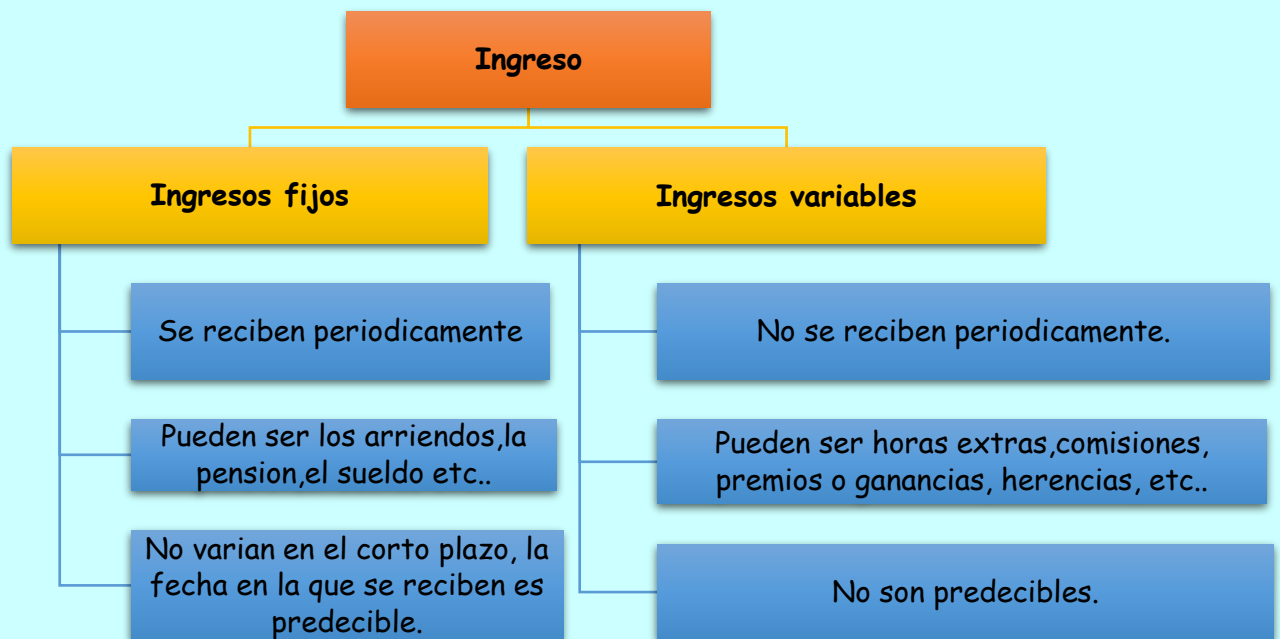 Ingreso
Ingresos fijos
Se reciben periodicamente
Pueden ser los arriendos,la
pension,el sueldo etc..
No varian en el corto plazo, la
fecha en la que se reciben es
predecible.
Ingresos variables
No se reciben periodicamente.
Pueden ser horas extras,comisiones,
premios o ganancias, herencias, etc..
No son predecibles.